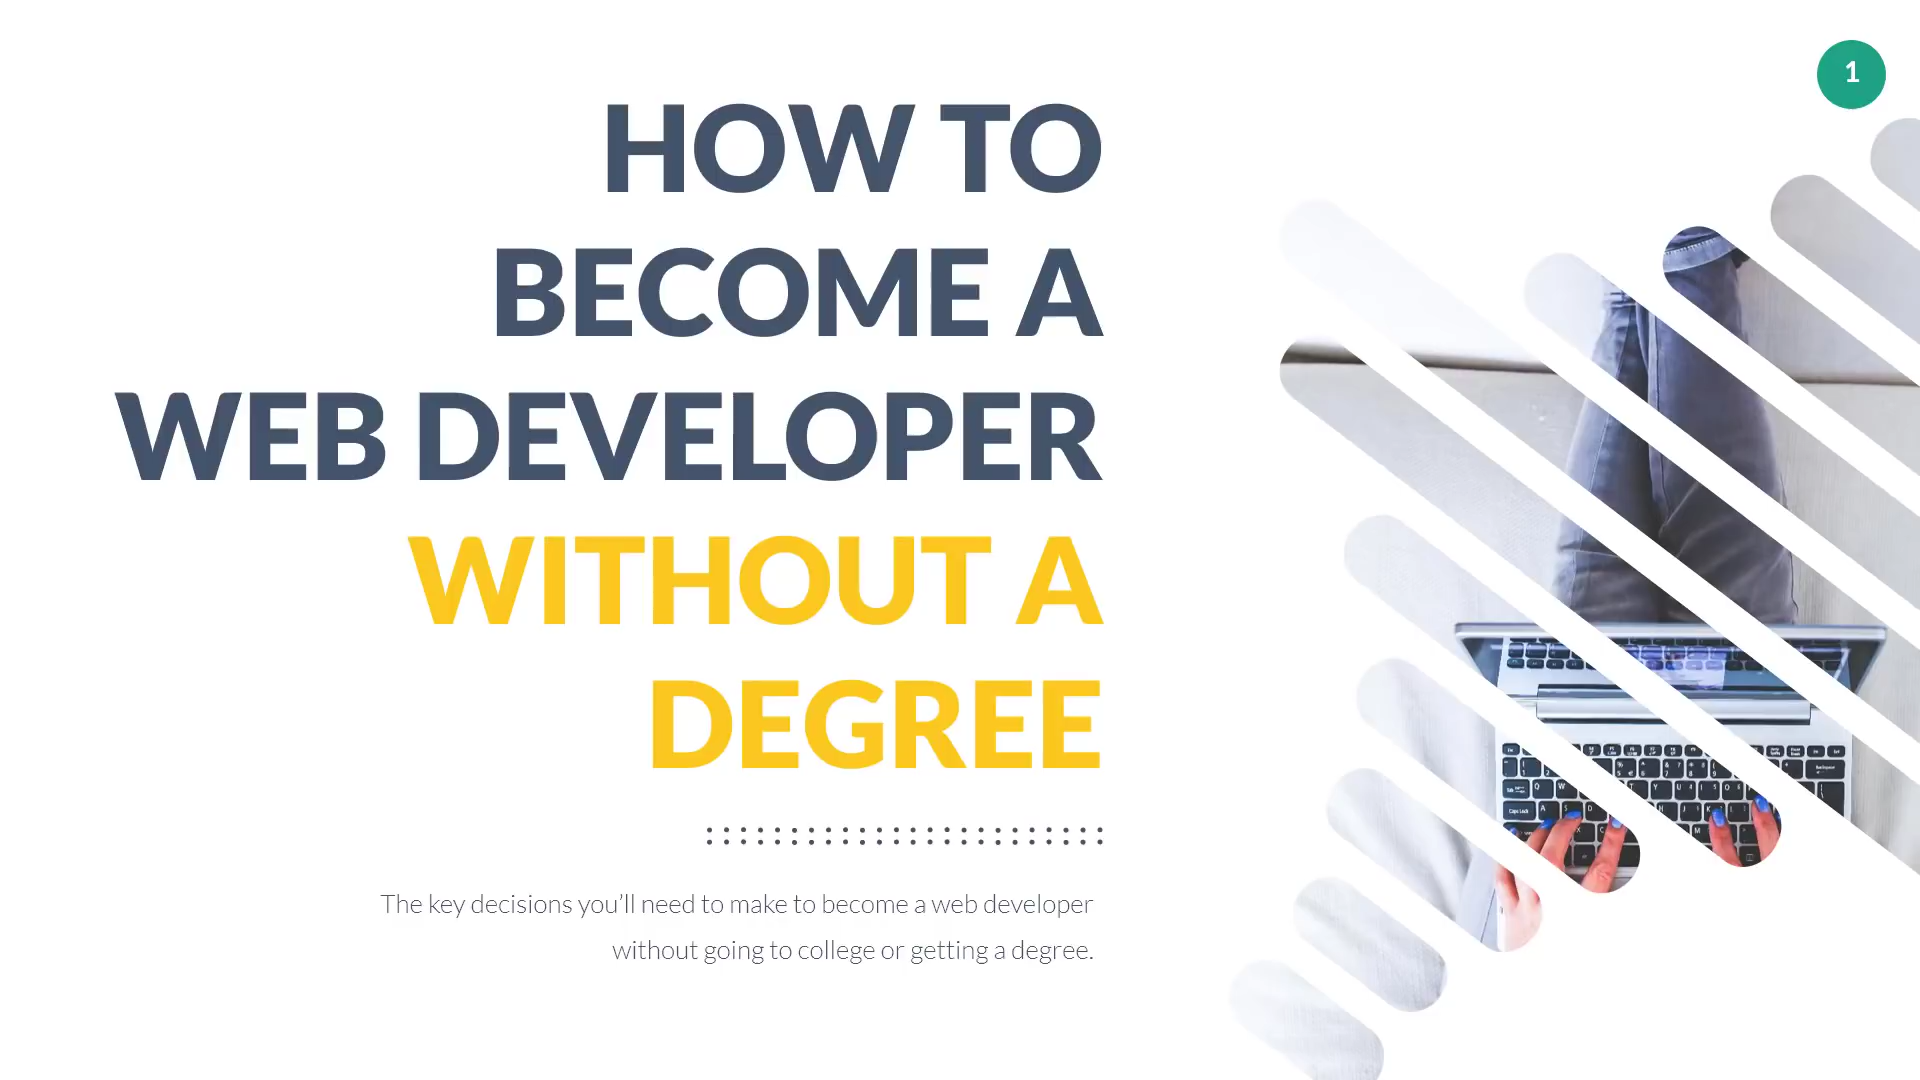 1
HOW TO
BECOME A
WEB DEVELOPER
WITHOUT A
DEGREE
The key decisions you’ll need to make to become a web developer
without going to college or getting a degree.